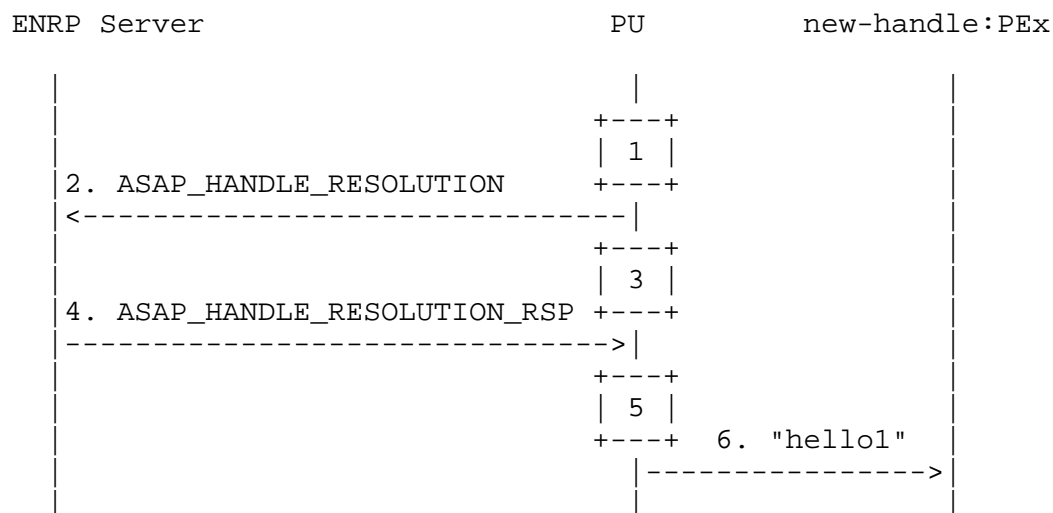 ENRP Server PU new-handle:PEx
1
2. ASAP_HANDLE_RESOLUTION
3
4. ASAP_HANDLE_RESOLUTION_RSP
5
6. "hello1"